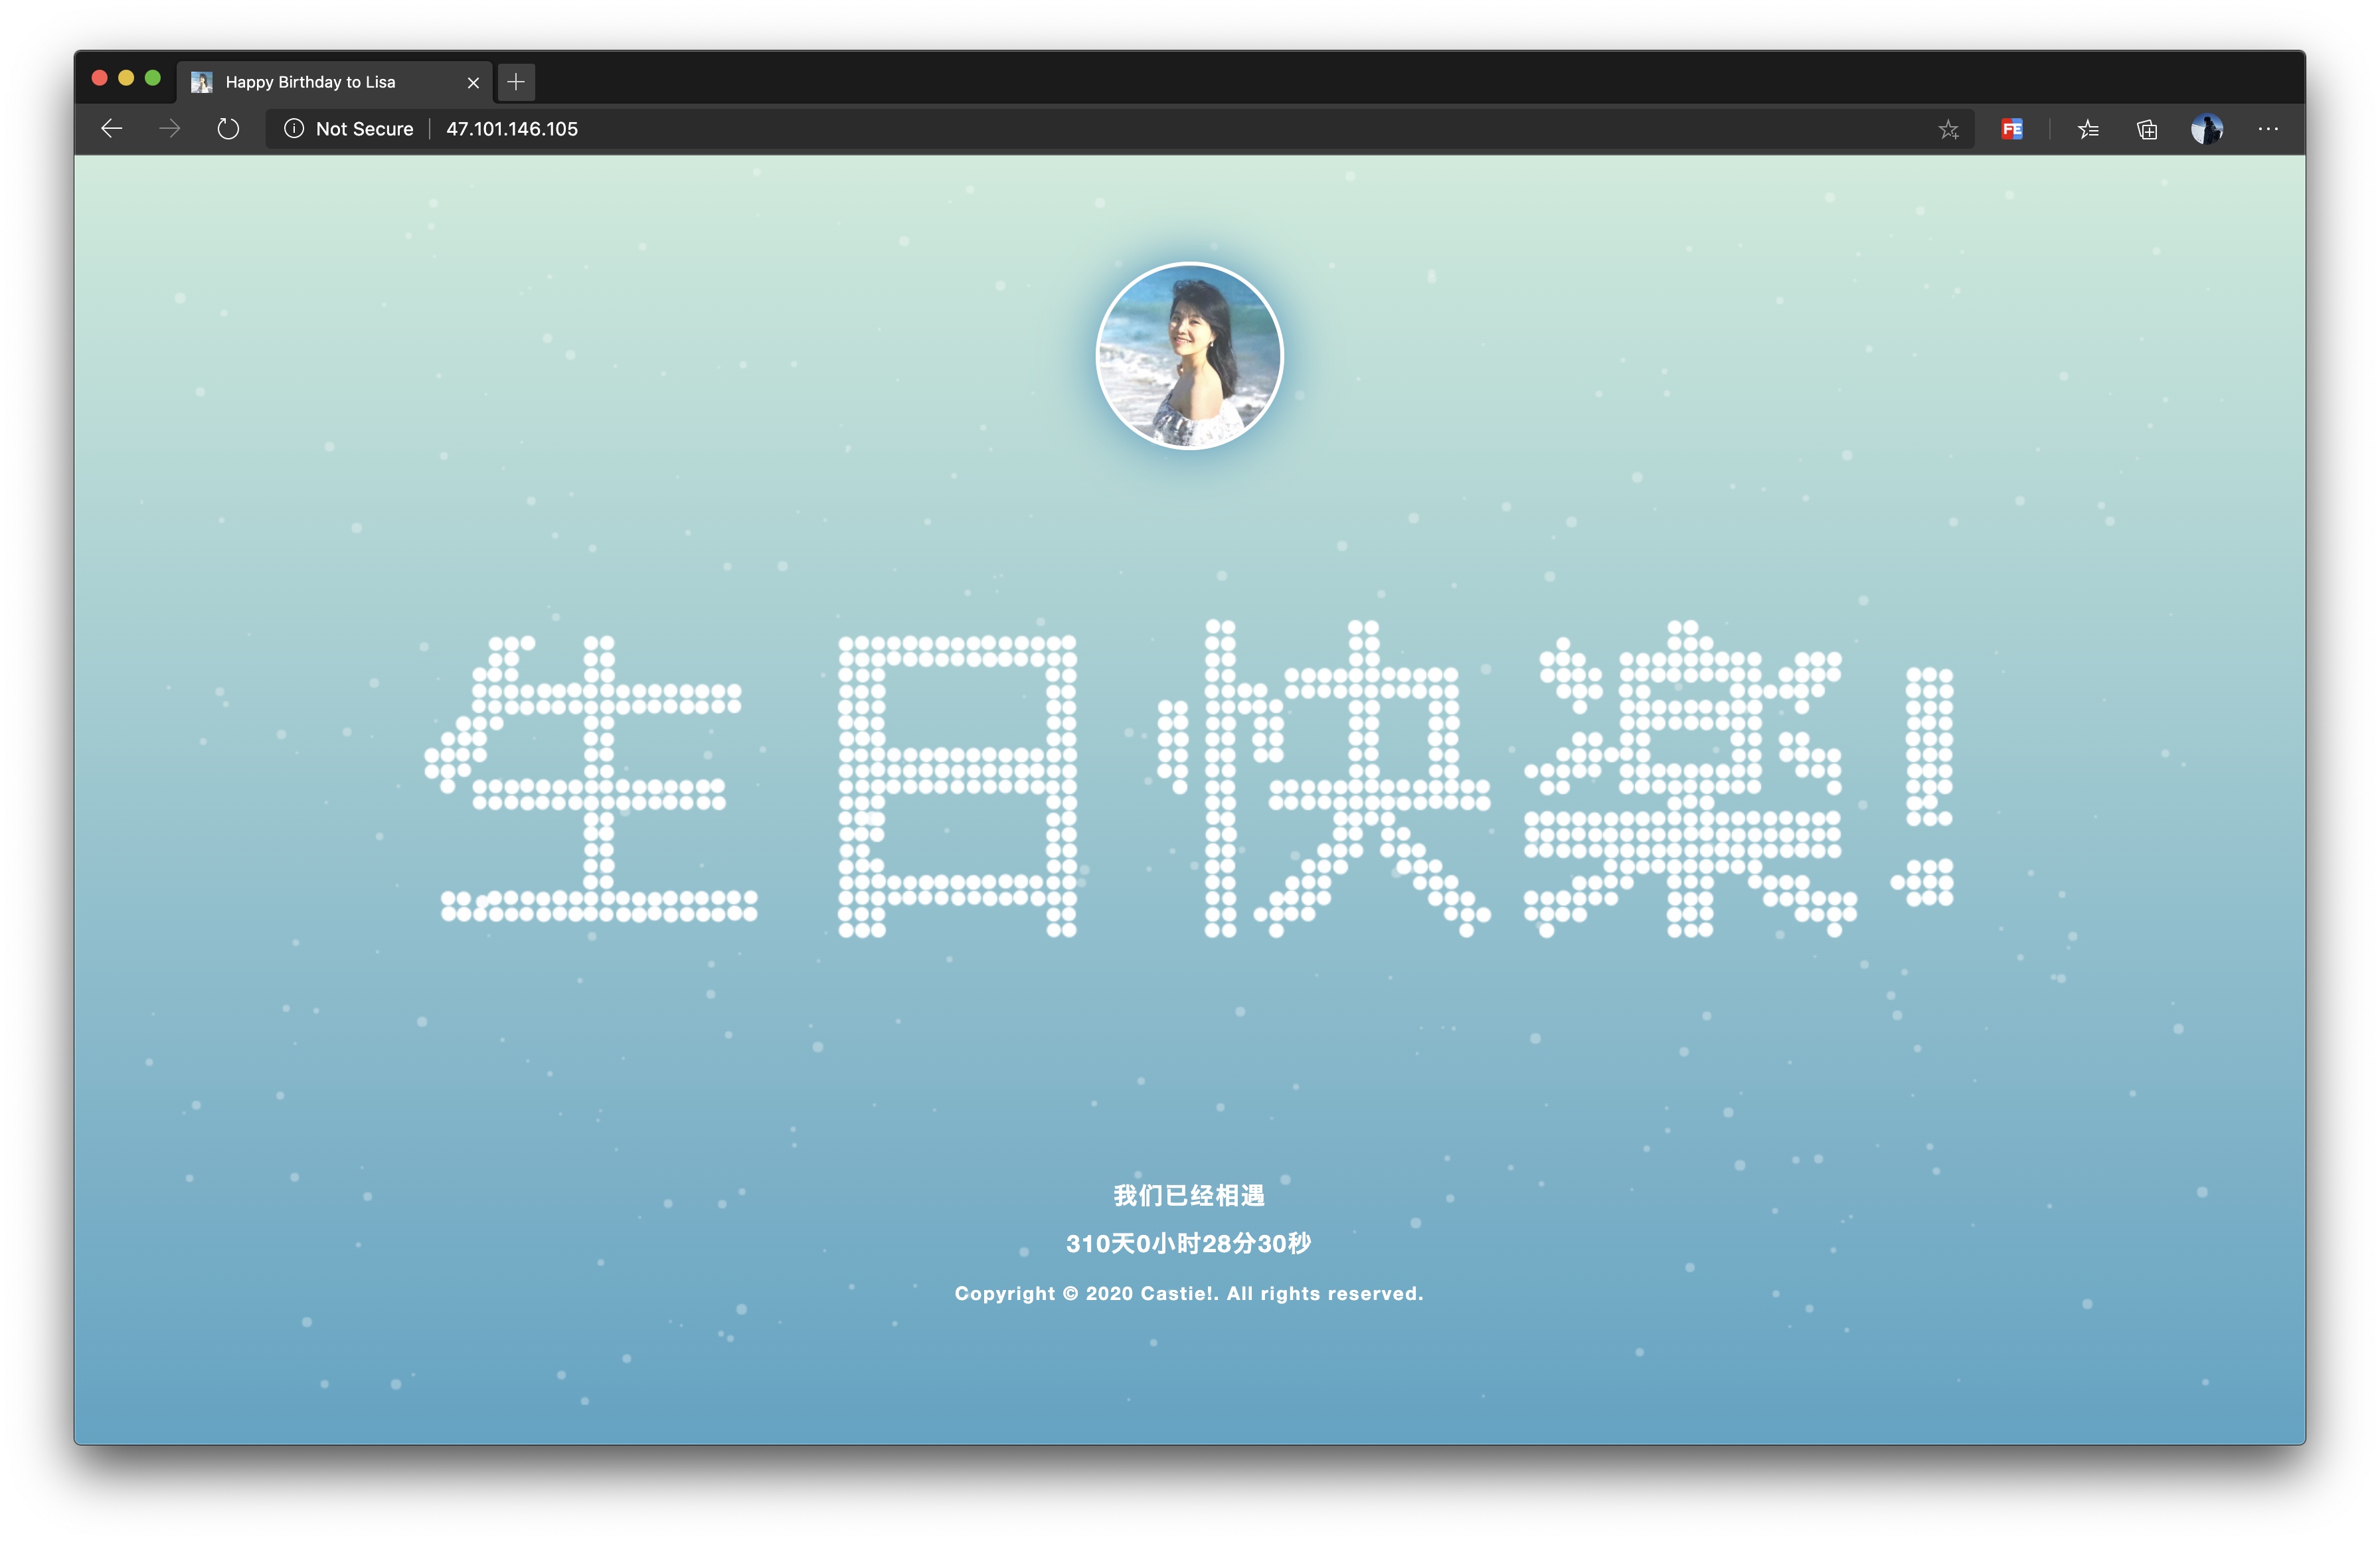 Happy Birthday to Lisa
Not Secure 47.101.146.105
FE
生日快樂!
我们已经相遇
310天0小时28分30秒
Copyright © 2020 Castie!. All rights reserved.